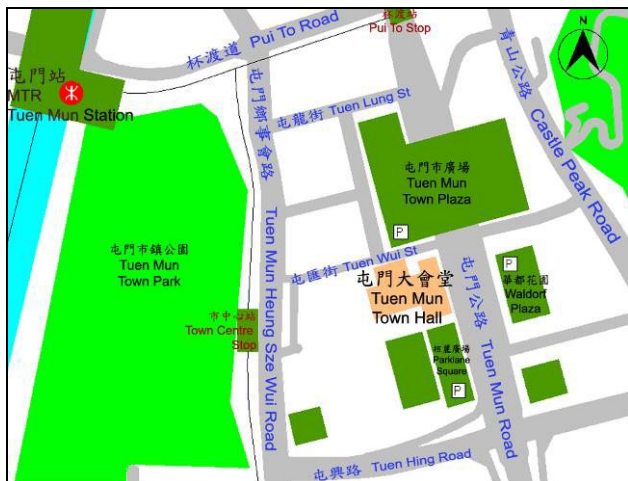 杯渡道 Pui To Road
杯渡站
Pui To Stop
屯門站
MTR
Tuen Mun Station
屯龍街 Tuen Lung St
青山公路 Castle Peak Road
屯門鄉事會路 Tuen Mun Heung Sze Wui Road
屯門市廣場
Tuen Mun
Town Plaza
P
屯門市鎮公園
Tuen Mun
Town Park
屯匯街 Tuen Wui St
屯門大會堂
Tuen Mun
Town Hall
屯門公路 Tuen Mun Road
P
華都花園
Waldorf
Plaza
市中心站
Town Centre
Stop
栢麗廣場
Parklane
Square
P
屯興路 Tuen Hing Road
N